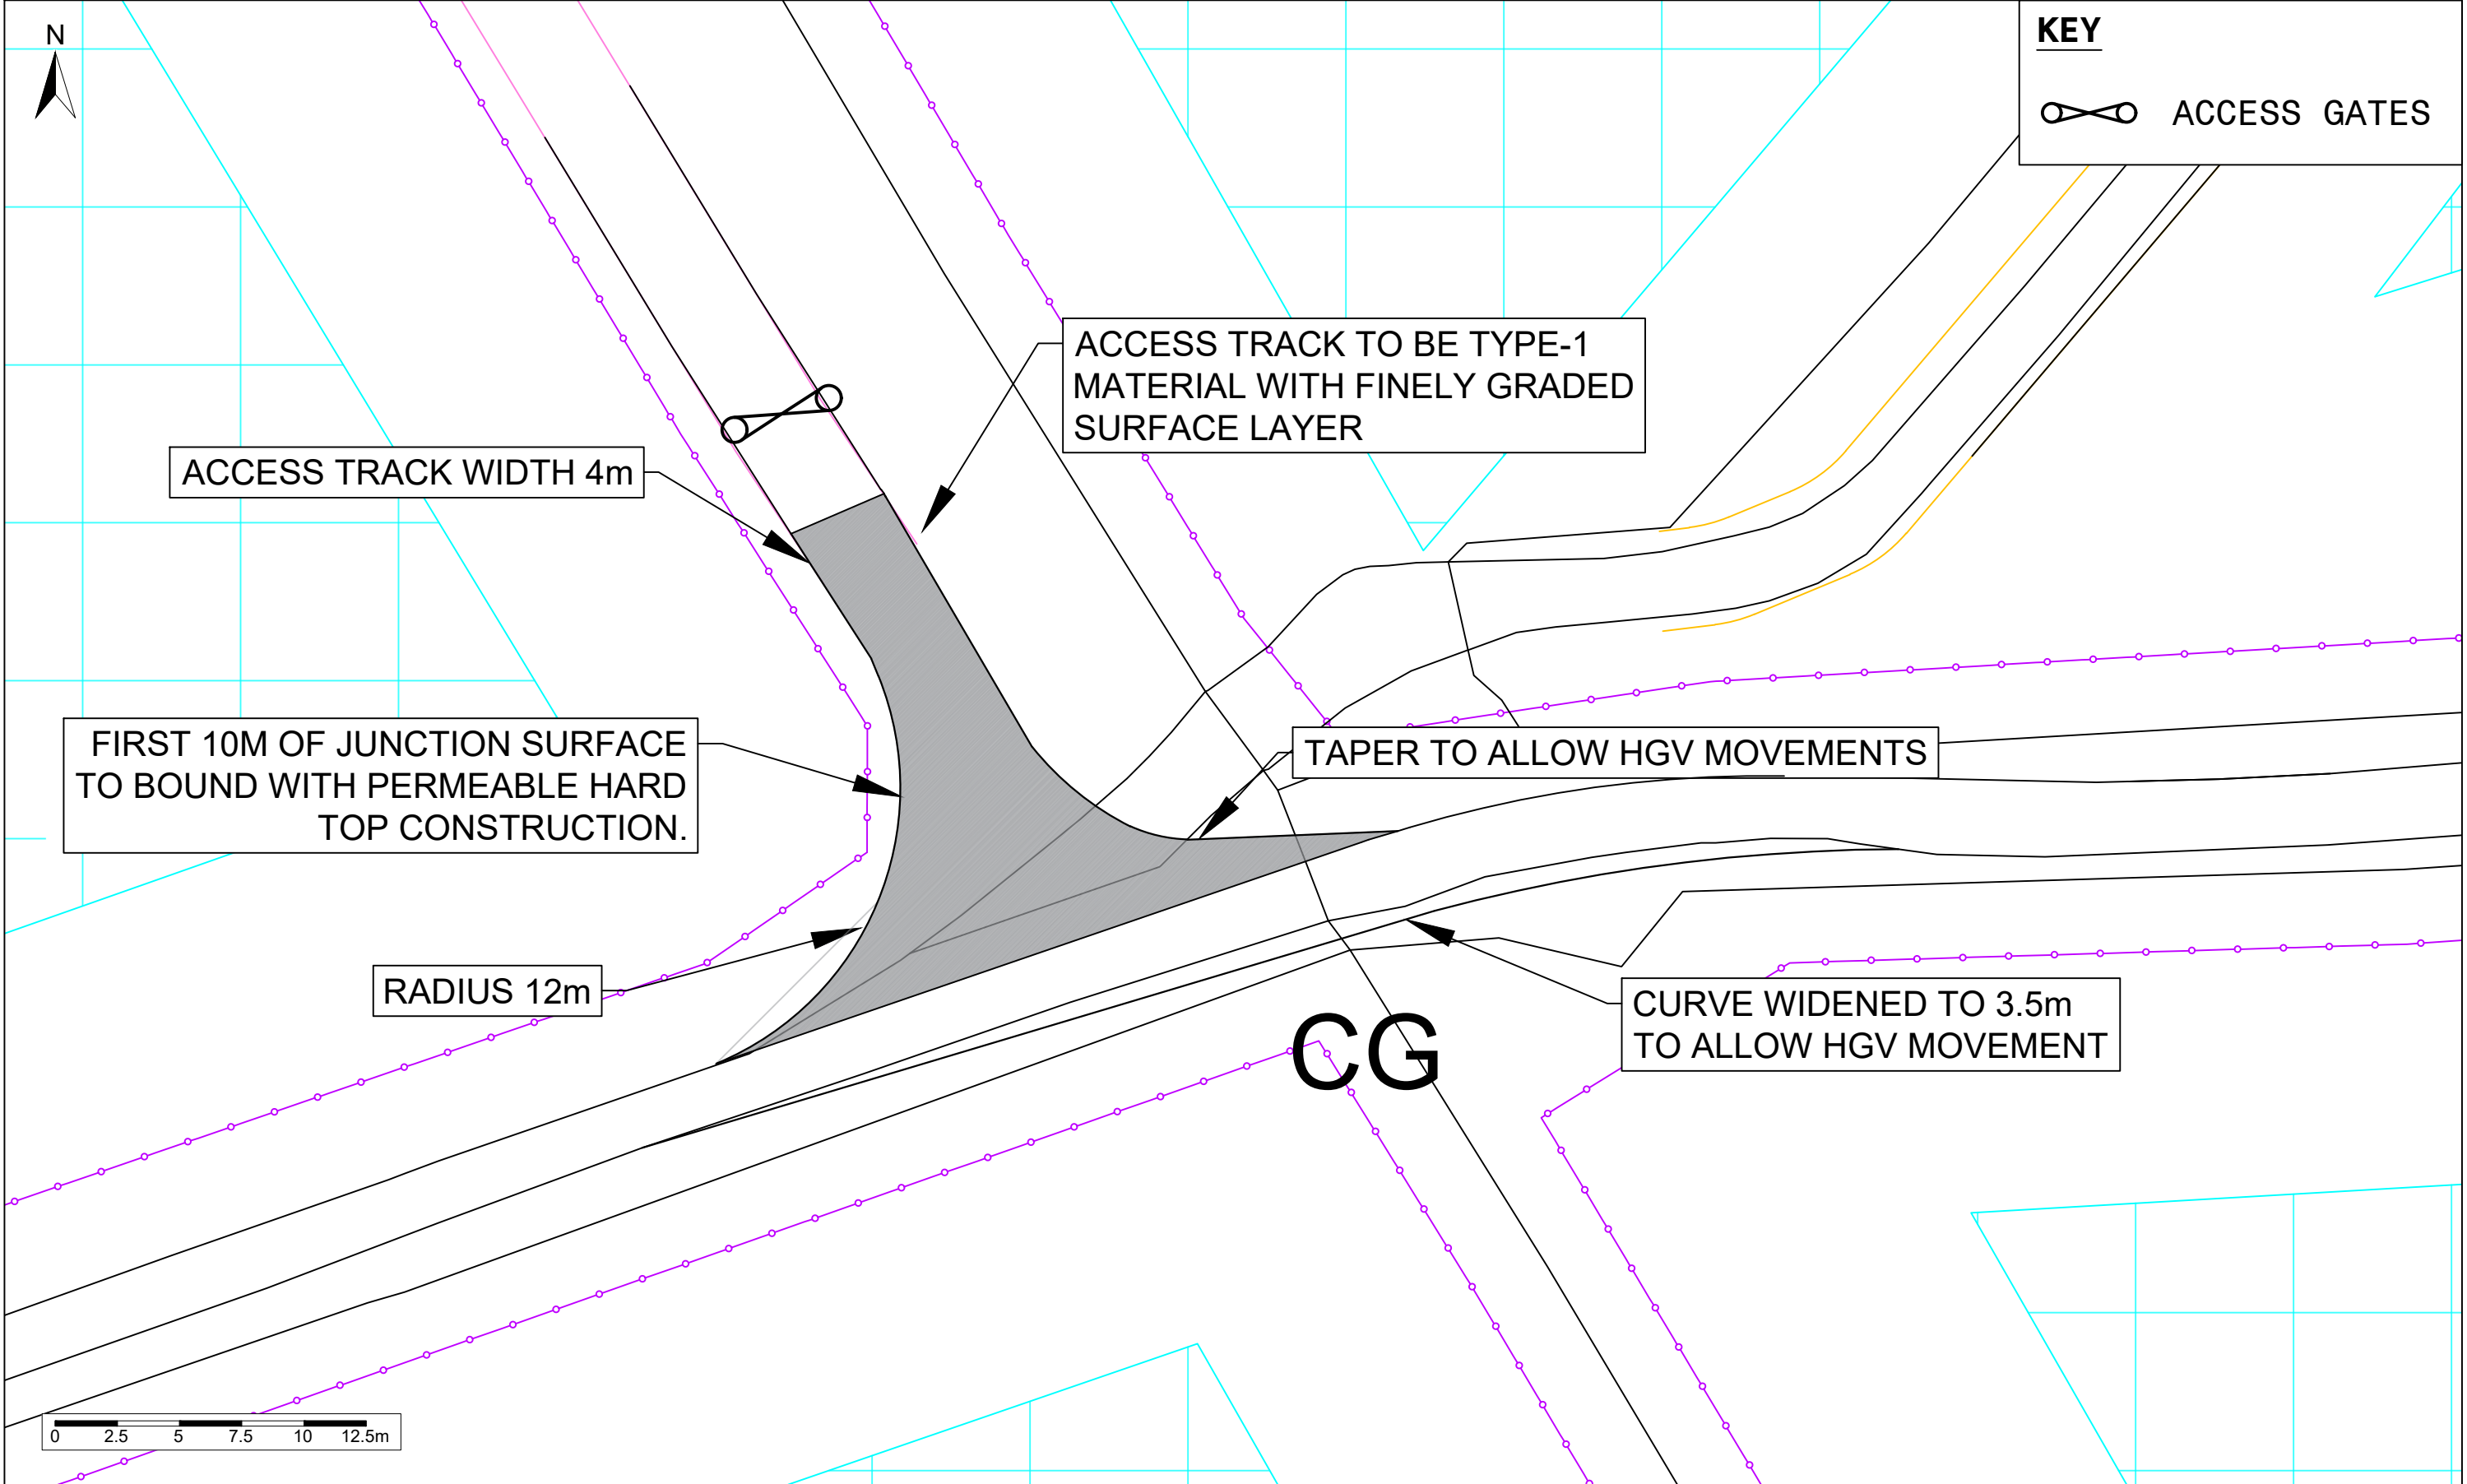 N
KEY
ACCESS GATES
ACCESS TRACK TO BE TYPE-1
MATERIAL WITH FINELY GRADED
SURFACE LAYER
ACCESS TRACK WIDTH 4m
FIRST 10M OF JUNCTION SURFACE
TO BOUND WITH PERMEABLE HARD
TOP CONSTRUCTION.
TAPER TO ALLOW HGV MOVEMENTS
RADIUS 12m
CURVE WIDENED TO 3.5m
TO ALLOW HGV MOVEMENT
CG
0 2.5 5 7.5 10 12.5m